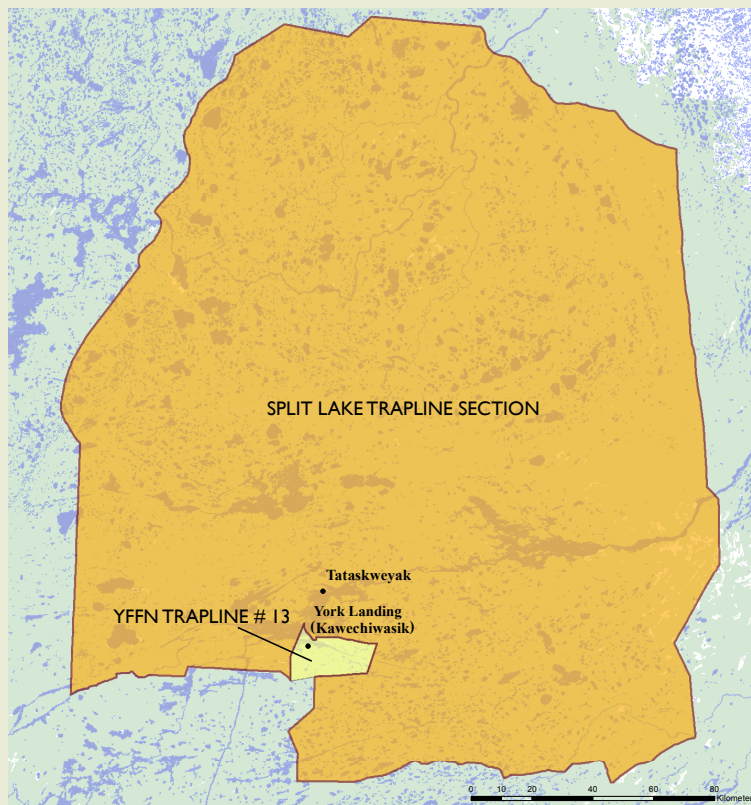 SPLIT LAKE TRAPLINE SECTION
Tataskweyak
YFFN TRAPLINE # 13
York Landing
(Kawechiwasik)
0 10 20 40 60 80
Kilometers